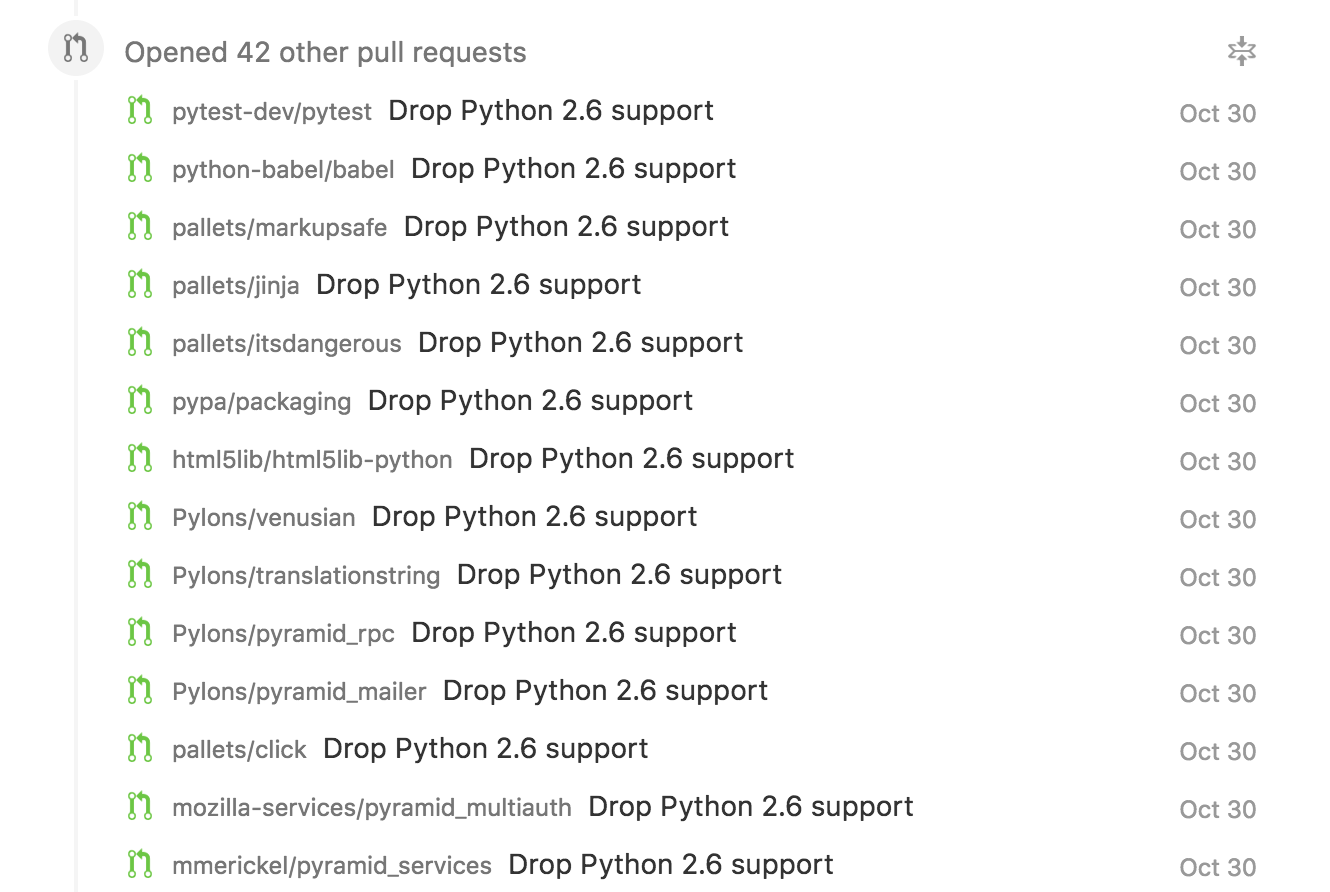 Opened 42 other pull requests
pytest-dev/pytest Drop Python 2.6 support Oct 30
python-babel/babel Drop Python 2.6 support Oct 30
pallets/markupsafe Drop Python 2.6 support Oct 30
pallets/jinja Drop Python 2.6 support Oct 30
pallets/itsdangerous Drop Python 2.6 support Oct 30
pypa/packaging Drop Python 2.6 support Oct 30
html5lib/html5lib-python Drop Python 2.6 support Oct 30
Pylons/venusian Drop Python 2.6 support Oct 30
Pylons/translationstring Drop Python 2.6 support Oct 30
Pylons/pyramid_rpc Drop Python 2.6 support Oct 30
Pylons/pyramid_mailer Drop Python 2.6 support Oct 30
pallets/click Drop Python 2.6 support Oct 30
mozilla-services/pyramid_multiauth Drop Python 2.6 support Oct 30
mmerickel/pyramid_services Drop Python 2.6 support Oct 30